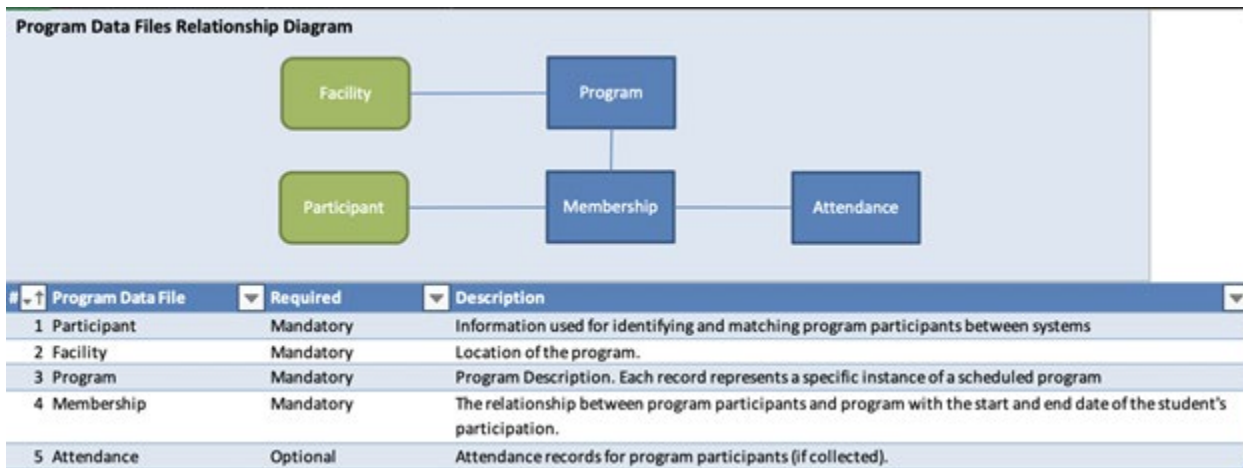 Program Data Files Relationship Diagram
Facility
Program
Participant
Membership
Attendance
# Program Data File Required Description
1 Participant Mandatory Information used for identifying and matching program participants between systems
2 Facility Mandatory Location of the program.
3 Program Mandatory Program Description. Each record represents a specific instance of a scheduled program
4 Membership Mandatory The relationship between program participants and program with the start and end date of the student's
participation.
5 Attendance Optional Attendance records for program participants (if collected).